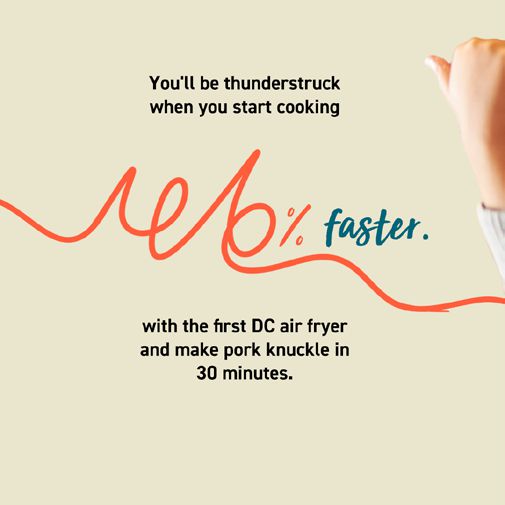 You'll be thunderstruck
when you start cooking
% faster.
with the first DC air fryer
and make pork knuckle in
30 minutes.